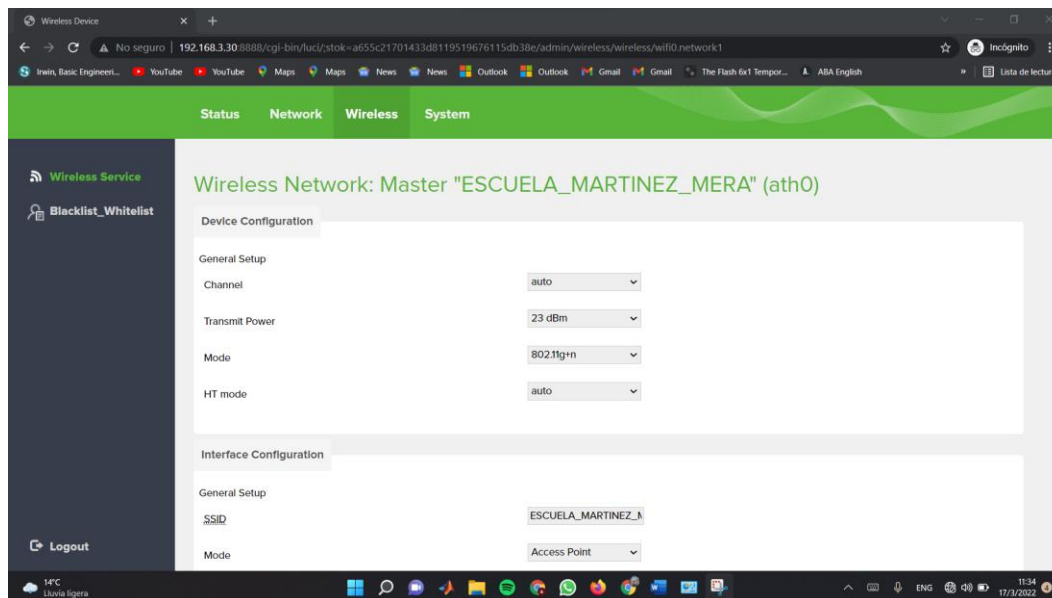 Wireless Device
No seguro 192.168.3.30:8888/cgi-bin/luci/;stok=a655c21701433d8119519676115db38e/admin/wireless/wireless/wifi0.network1 Incógnito
Irwin, Basic Engineeri... YouTube YouTube Maps Maps News News Outlook Outlook Gmail Gmail The Flash 6x1 Tempor... ABA English » Lista de lectur
Status Network Wireless System
Wireless Service
Blacklist_Whitelist
Wireless Network: Master "ESCUELA_MARTINEZ_MERA" (ath0)
Device Configuration
General Setup
Channel auto
Transmit Power 23 dBm
Mode 802.11g+n
HT mode auto
Interface Configuration
General Setup
SSID ESCUELA_MARTINEZ_M
Mode Access Point
Logout
14°C
Lluvia ligera
ENG
11:34
17/3/2022